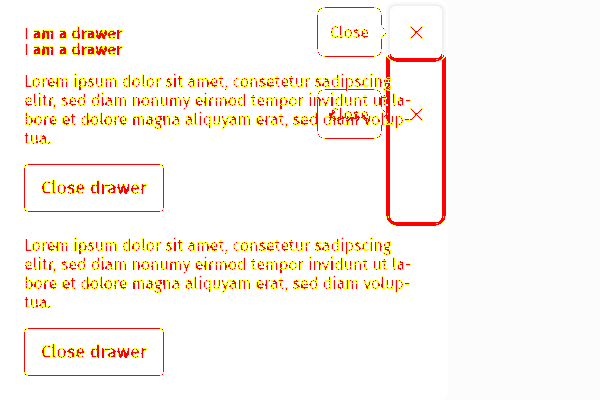 I am a drawer
I am a drawer
Close
×
Lorem ipsum dolor sit amet, consetetur sadipscing
elitr, sed diam nonumy eirmod tempor invidunt ut la-
bore et dolore magna aliquyam erat, sed diam volup-
tua.
Close
×
Close drawer
Lorem ipsum dolor sit amet, consetetur sadipscing
elitr, sed diam nonumy eirmod tempor invidunt ut la-
bore et dolore magna aliquyam erat, sed diam volup-
tua.
Close drawer